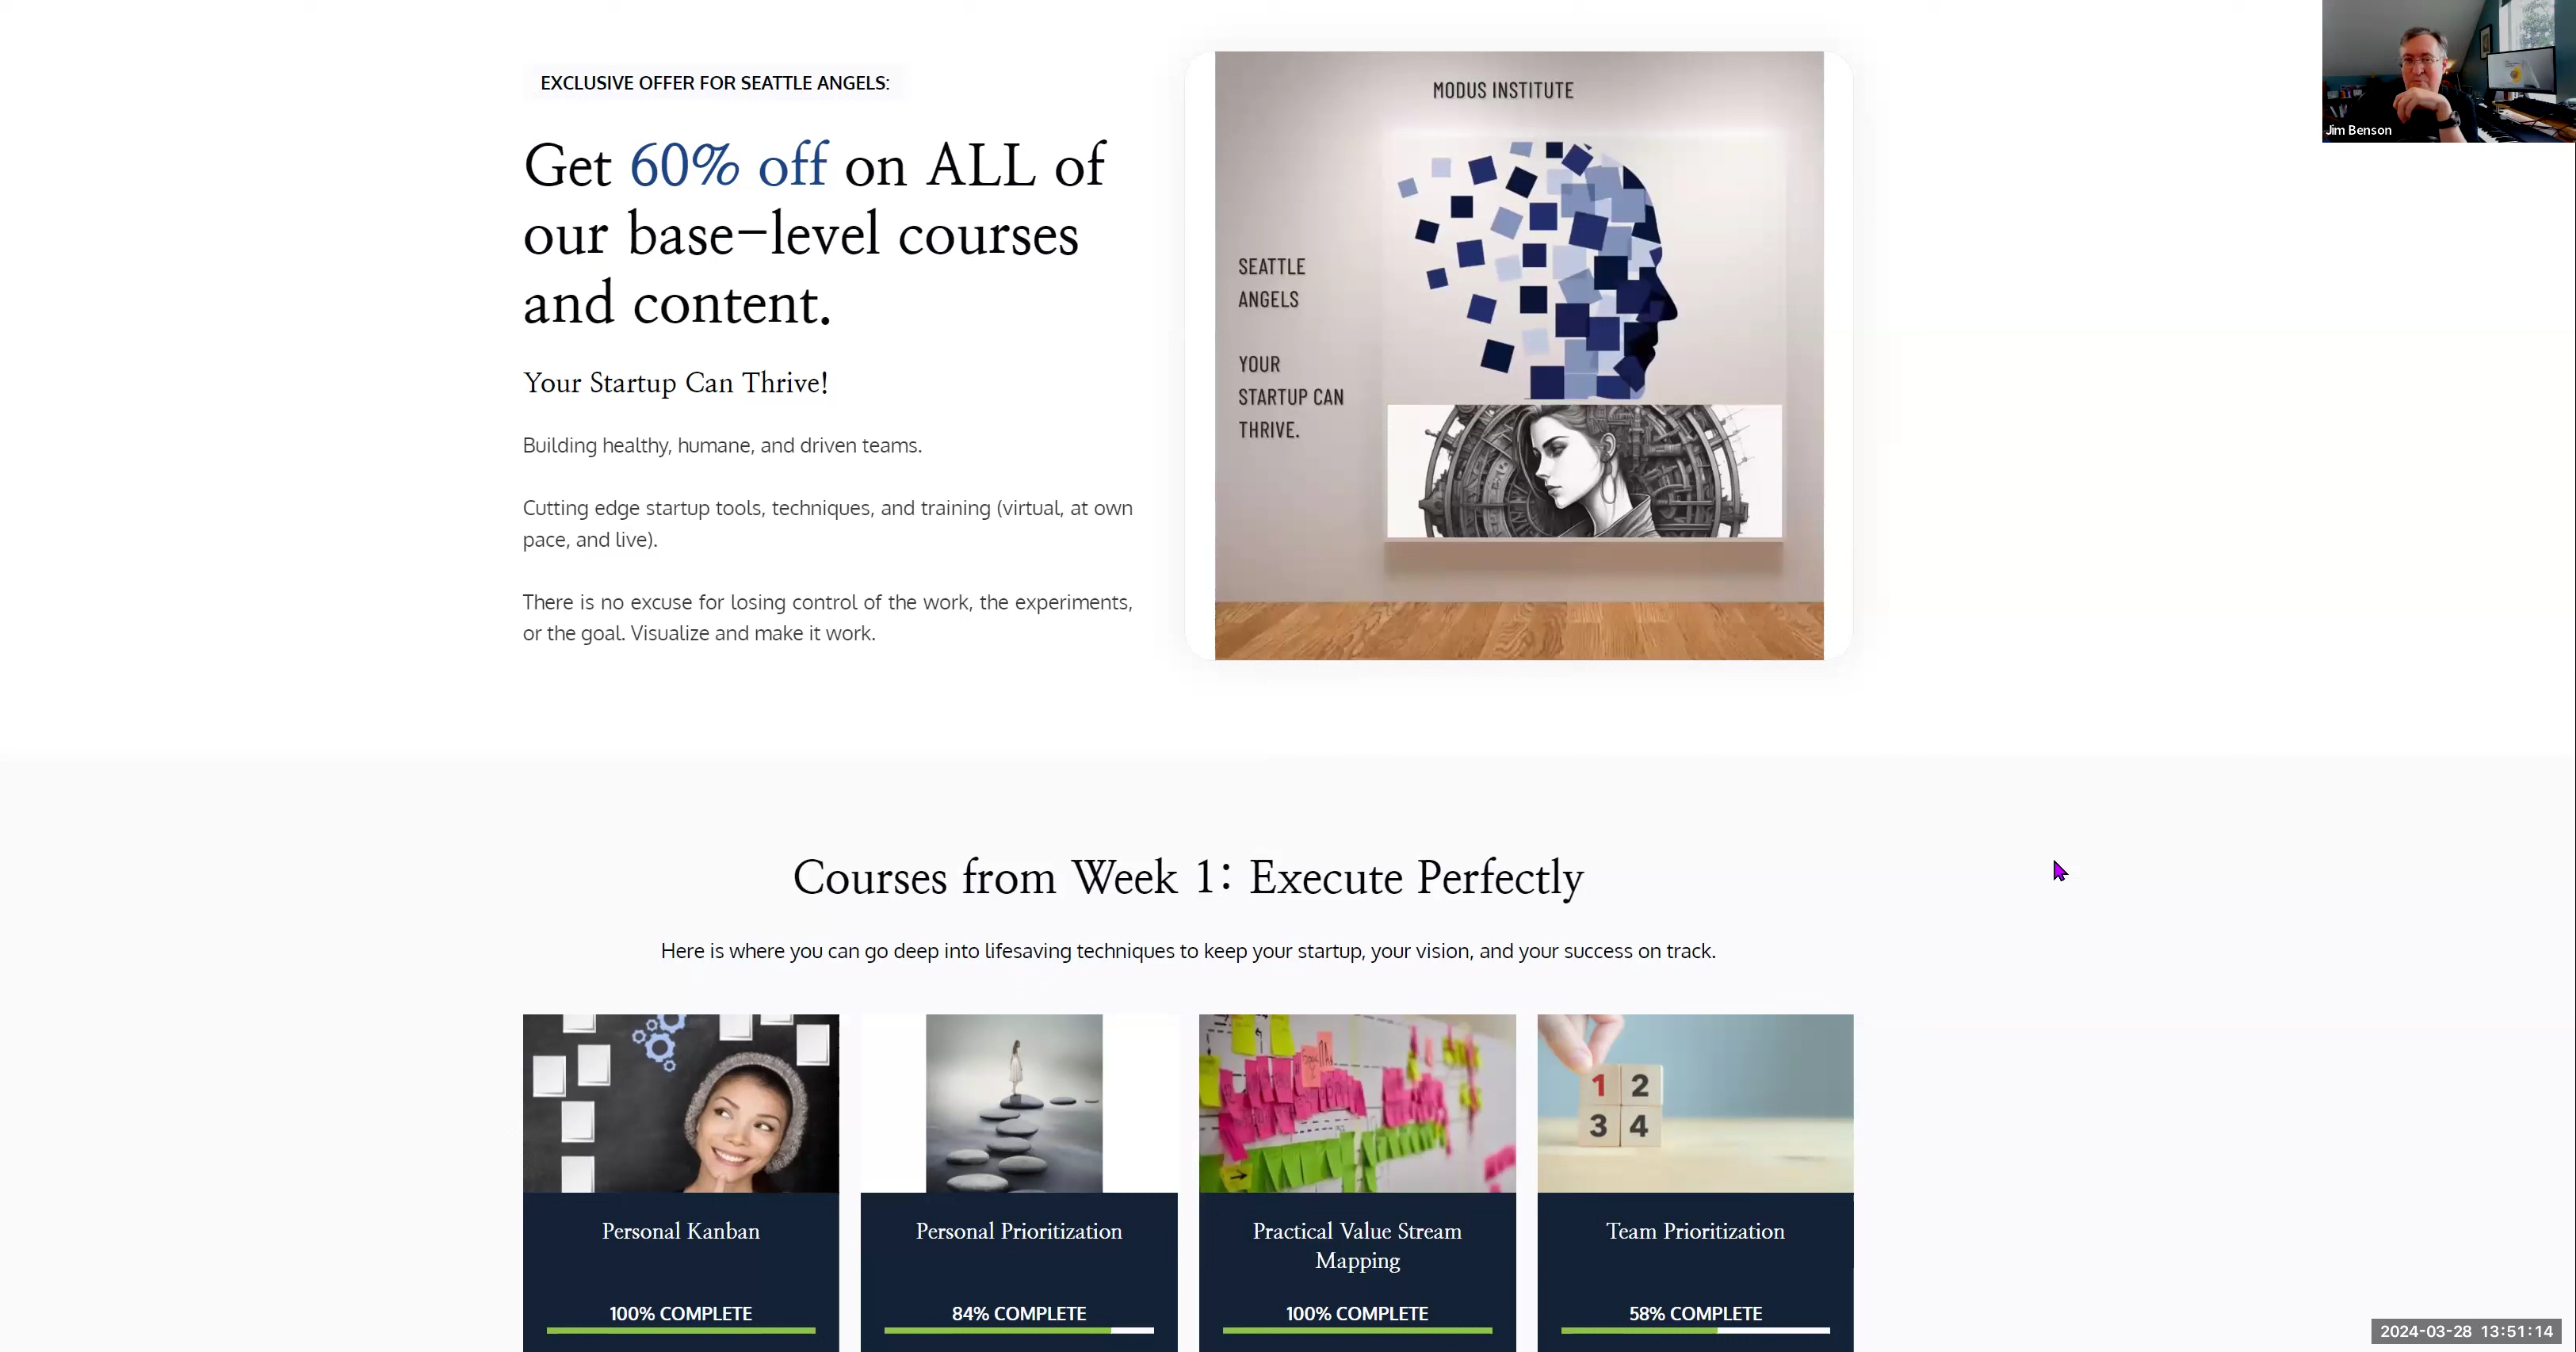 EXCLUSIVE OFFER FOR SEATTLE ANGELS:
Get 60% off on ALL of
our base-level courses
and content.
Your Startup Can Thrive!
Building healthy, humane, and driven teams.
Cutting edge startup tools, techniques, and training (virtual, at own
pace, and live).
There is no excuse for losing control of the work, the experiments,
or the goal. Visualize and make it work.
MODUS INSTITUTE
SEATTLE
ANGELS
YOUR
STARTUP CAN
THRIVE.
Jim Benson
Courses from Week 1: Execute Perfectly
Here is where you can go deep into lifesaving techniques to keep your startup, your vision, and your success on track.
1 2
3 4
Personal Kanban
100% COMPLETE
Personal Prioritization
84% COMPLETE
Practical Value Stream
Mapping
100% COMPLETE
Team Prioritization
58% COMPLETE
2024-03-28 13:51:14